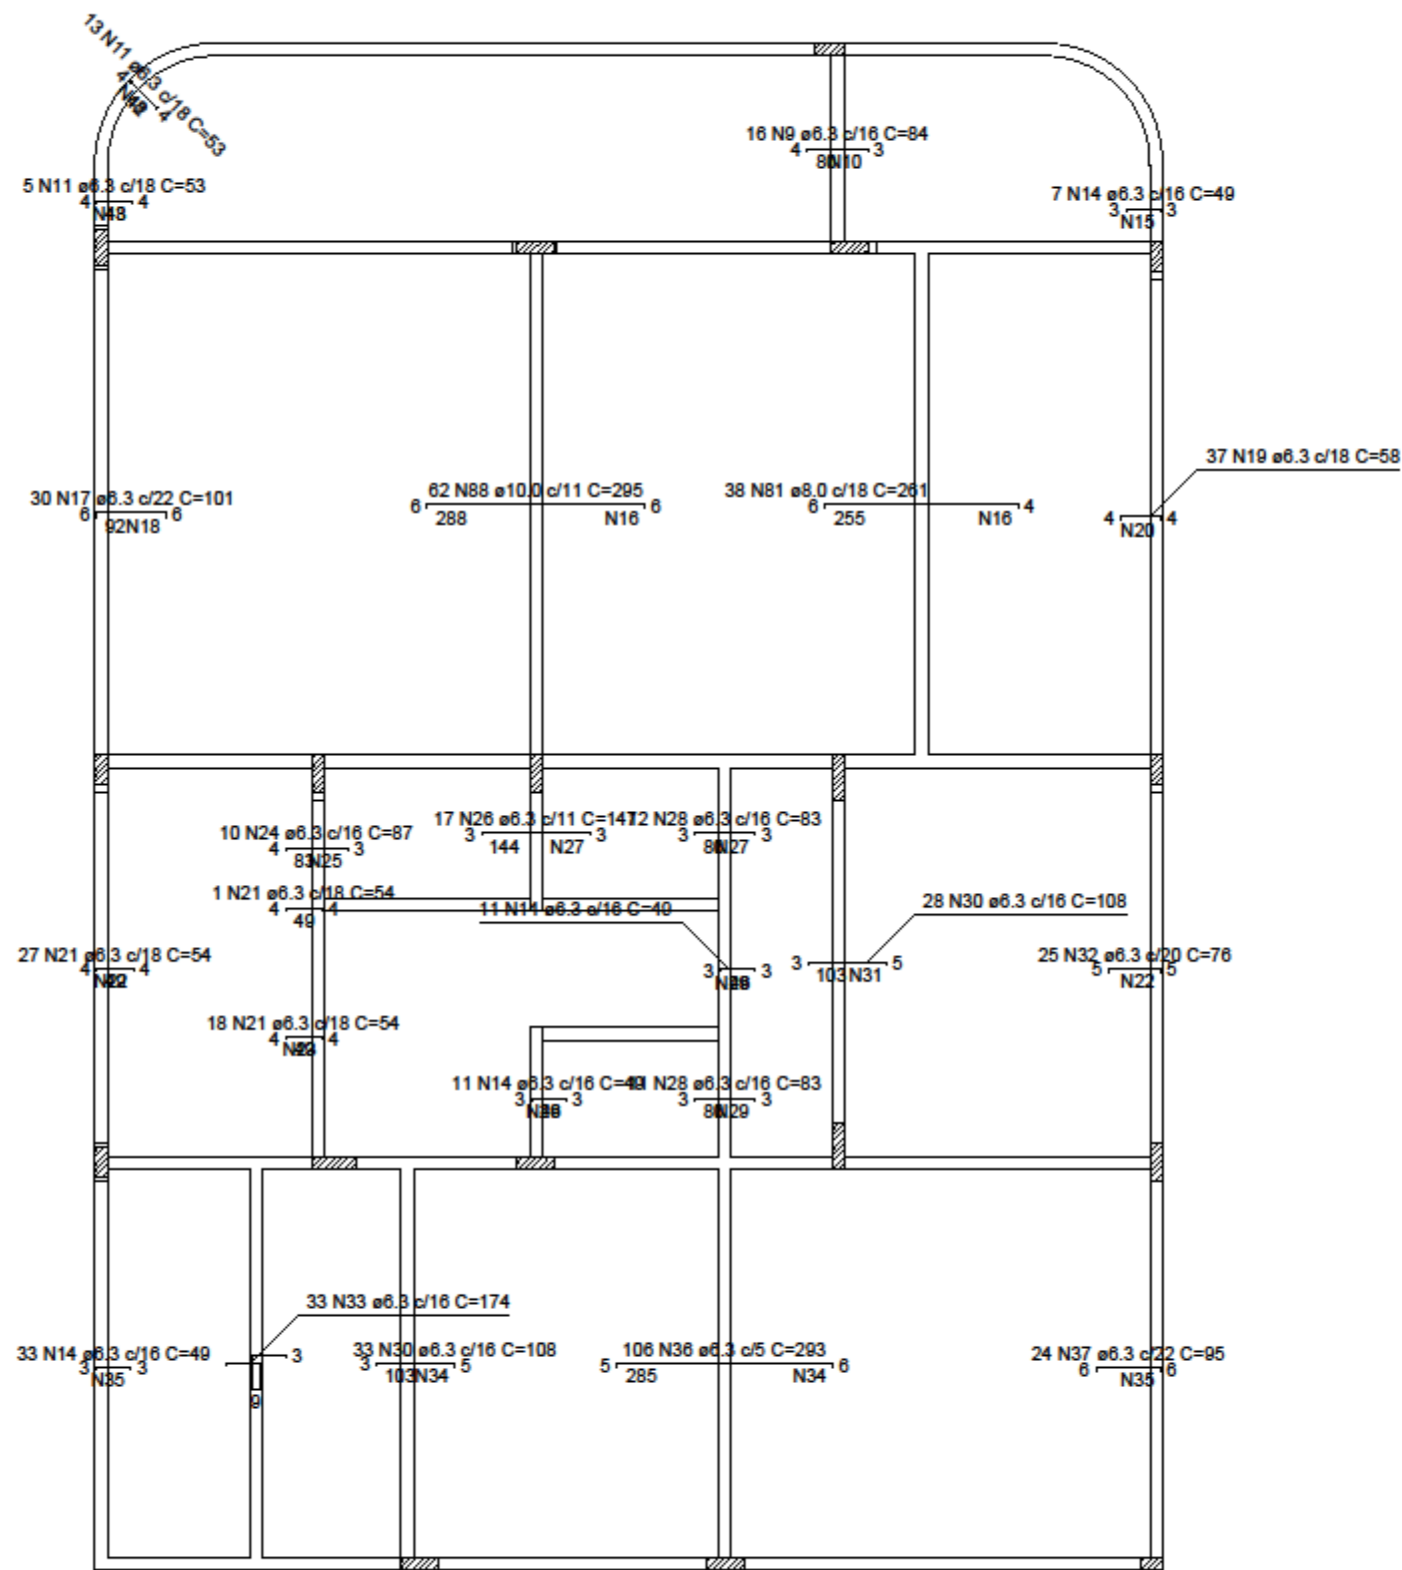 13 N11 ø6.3 c/18 C=53
4
4
16 N9 ø6.3 c/16 C=84
4 3
N10
5 N11 ø6.3 c/18 C=53
4 4
N48
7 N14 ø6.3 c/16 C=49
3 3
N15
37 N19 ø6.3 c/18 C=58
4 4
N20
30 N17 ø6.3 c/22 C=101
6 6
92 N18
62 N88 ø10.0 c/11 C=295
6 6
288 N16
38 N81 ø8.0 c/18 C=261
6 4
255 N16
10 N24 ø6.3 c/16 C=87
4 3
83 N25
17 N26 ø6.3 c/11 C=147
3 3
144 N27
12 N28 ø6.3 c/16 C=83
3 3
N27
1 N21 ø6.3 c/18 C=54
4 4
49
11 N14 ø6.3 c/16 C=49
3 3
28 N30 ø6.3 c/16 C=108
3 5
103 N31
27 N21 ø6.3 c/18 C=54
4 4
25 N32 ø6.3 c/20 C=76
5 5
N22
18 N21 ø6.3 c/18 C=54
4 4
11 N14 ø6.3 c/16 C=49
3 3
11 N28 ø6.3 c/16 C=83
3 3
N29
33 N33 ø6.3 c/16 C=174
3
9
33 N14 ø6.3 c/16 C=49
3 3
N35
33 N30 ø6.3 c/16 C=108
3 5
103 N34
106 N36 ø6.3 c/5 C=293
5 6
285 N34
24 N37 ø6.3 c/22 C=95
6 6
N35